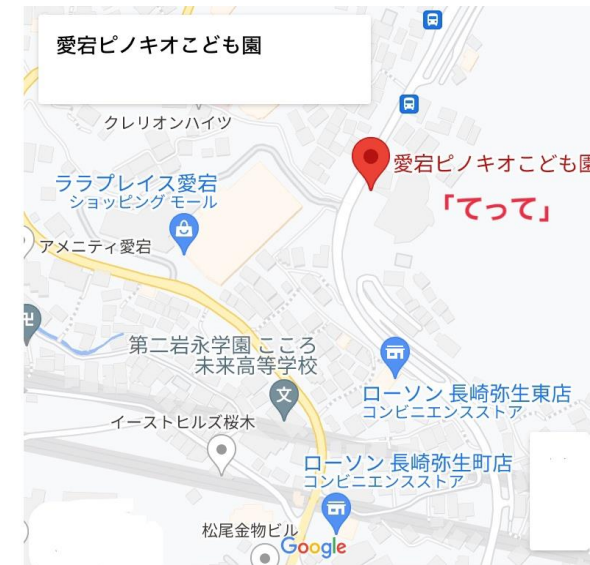 愛宕ピノキオこども園
クレリオンハイツ
愛宕ピノキオこども園
「てって」
ララプレイス愛宕
ショッピング モール
アメニティ愛宕
卍
第二岩永学園 こころ
未来高等学校
文
ローソン 長崎弥生東店
コンビニエンスストア
イーストヒルズ桜木
ローソン 長崎弥生町店
コンビニエンスストア
松尾金物ビル
Google